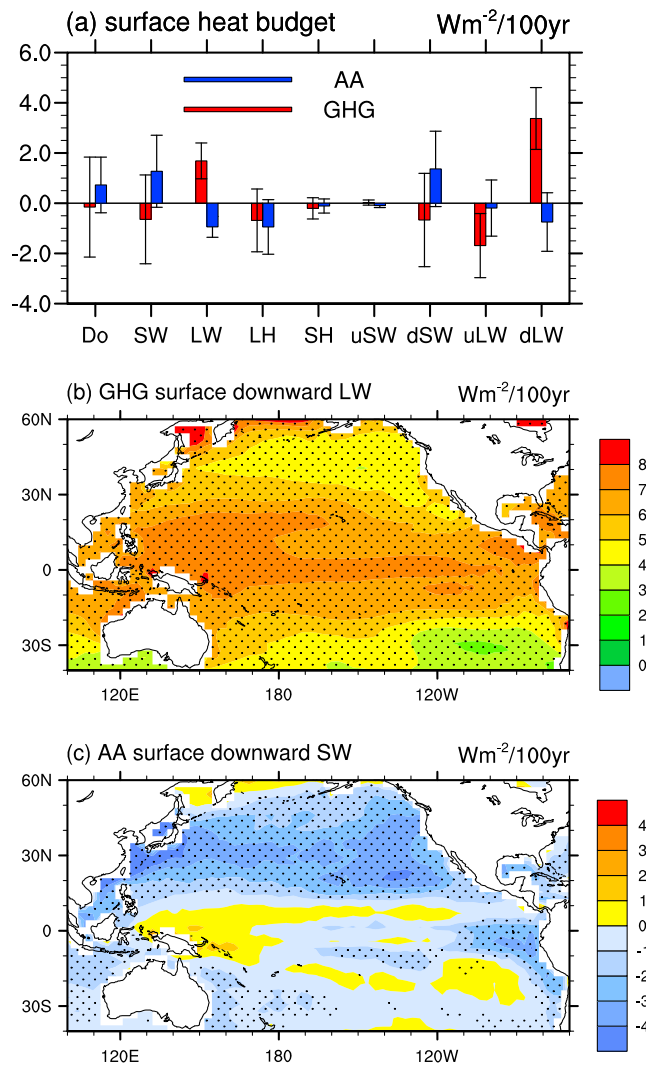 (a) surface heat budget Wm⁻²/100yr
6.0
4.0
2.0
0.0
-2.0
-4.0
AA
GHG
Do SW LW LH SH uSW dSW uLW dLW
(b) GHG surface downward LW Wm⁻²/100yr
60N
30N
0
30S
120E 180 120W
8
7
6
5
4
3
2
1
0
(c) AA surface downward SW Wm⁻²/100yr
60N
30N
0
30S
120E 180 120W
4
3
2
1
0
-1
-2
-3
-4